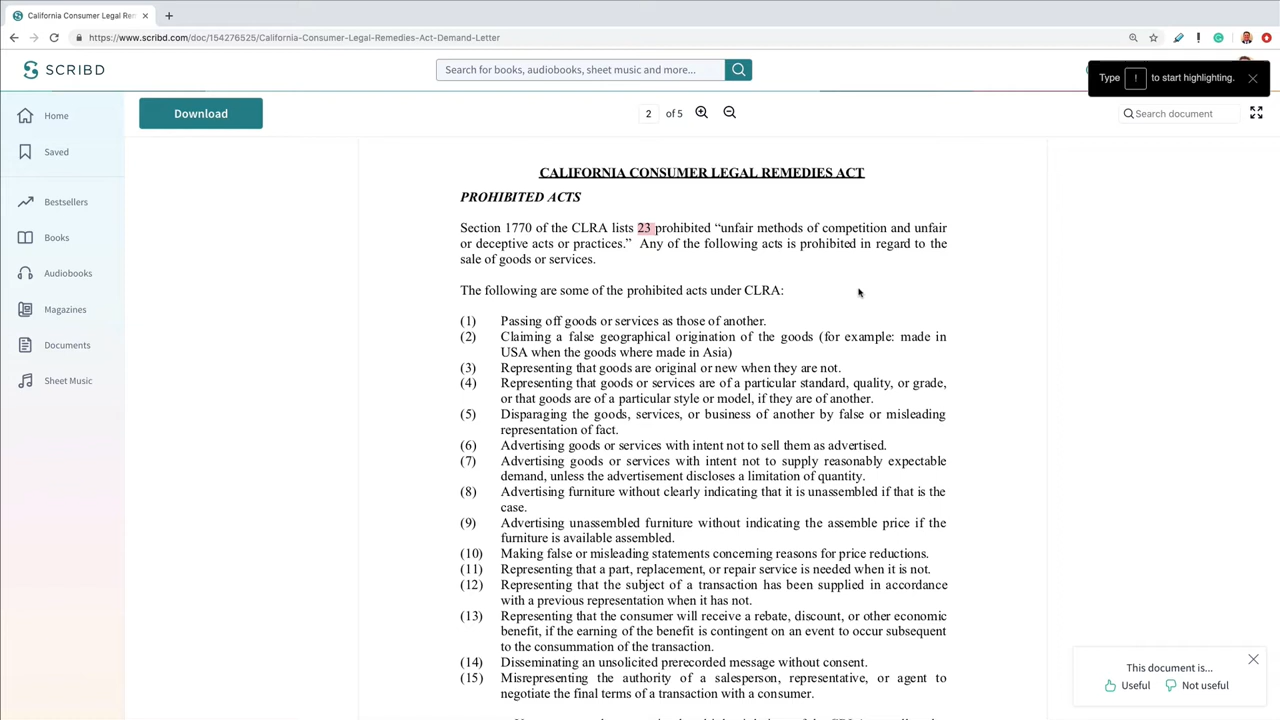 California Consumer Legal Rem
https://www.scribd.com/doc/154276525/California-Consumer-Legal-Remedies-Act-Demand-Letter
SCRIBD
Search for books, audiobooks, sheet music and more...
Type ! to start highlighting.
Home
Saved
Bestsellers
Books
Audiobooks
Magazines
Documents
Sheet Music
Download
2 of 5
Search document
CALIFORNIA CONSUMER LEGAL REMEDIES ACT
PROHIBITED ACTS
Section 1770 of the CLRA lists 23 prohibited “unfair methods of competition and unfair
or deceptive acts or practices.” Any of the following acts is prohibited in regard to the
sale of goods or services.
The following are some of the prohibited acts under CLRA:
(1) Passing off goods or services as those of another.
(2) Claiming a false geographical origination of the goods (for example: made in
USA when the goods where made in Asia)
(3) Representing that goods are original or new when they are not.
(4) Representing that goods or services are of a particular standard, quality, or grade,
or that goods are of a particular style or model, if they are of another.
(5) Disparaging the goods, services, or business of another by false or misleading
representation of fact.
(6) Advertising goods or services with intent not to sell them as advertised.
(7) Advertising goods or services with intent not to supply reasonably expectable
demand, unless the advertisement discloses a limitation of quantity.
(8) Advertising furniture without clearly indicating that it is unassembled if that is the
case.
(9) Advertising unassembled furniture without indicating the assemble price if the
furniture is available assembled.
(10) Making false or misleading statements concerning reasons for price reductions.
(11) Representing that a part, replacement, or repair service is needed when it is not.
(12) Representing that the subject of a transaction has been supplied in accordance
with a previous representation when it has not.
(13) Representing that the consumer will receive a rebate, discount, or other economic
benefit, if the earning of the benefit is contingent on an event to occur subsequent
to the consummation of the transaction.
(14) Disseminating an unsolicited prerecorded message without consent.
(15) Misrepresenting the authority of a salesperson, representative, or agent to
negotiate the final terms of a transaction with a consumer.
This document is...
Useful
Not useful